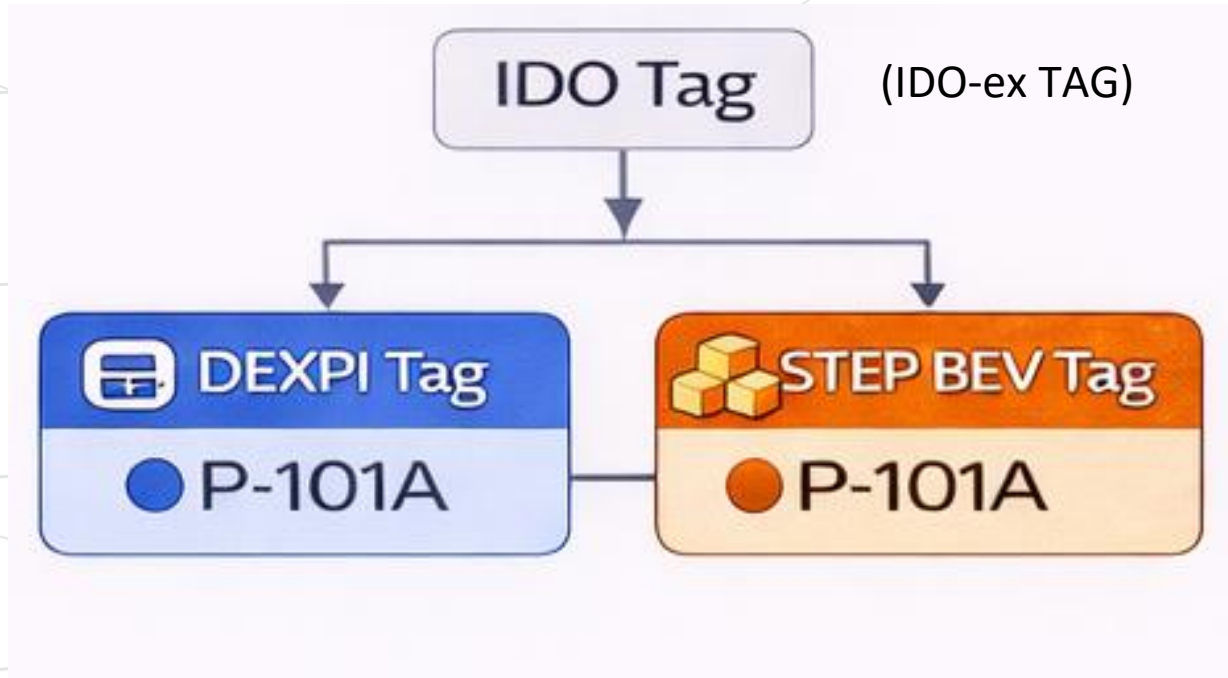 IDO Tag
(IDO-ex TAG)
DEXPI Tag
STEP BEV Tag
P-101A
P-101A